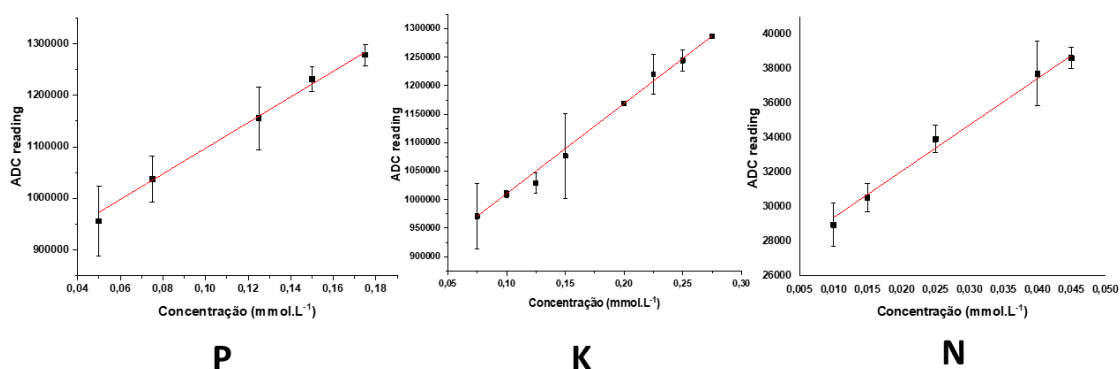 1300000
1200000
1100000
1000000
900000
ADC reading
0,04 0,06 0,08 0,10 0,12 0,14 0,16 0,18
Concentração (mmol.L-1)
P
1300000
1250000
1200000
1150000
1100000
1050000
1000000
950000
900000
ADC reading
0,05 0,10 0,15 0,20 0,25 0,30
Concentração (mmol.L-1)
K
40000
38000
36000
34000
32000
30000
28000
26000
ADC reading
0,005 0,010 0,015 0,020 0,025 0,030 0,035 0,040 0,045 0,050
Concentração (mmol.L-1)
N